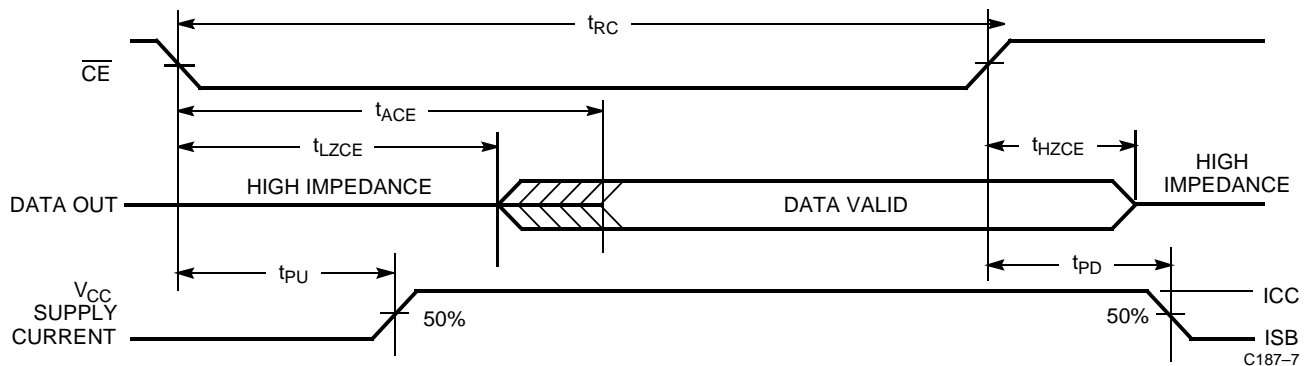 tRC
CE
tACE
tLZCE
tHZCE
HIGH IMPEDANCE
HIGH
IMPEDANCE
DATA OUT
DATA VALID
tPU
tPD
VCC
SUPPLY
CURRENT
50%
50%
ICC
ISB
C187–7